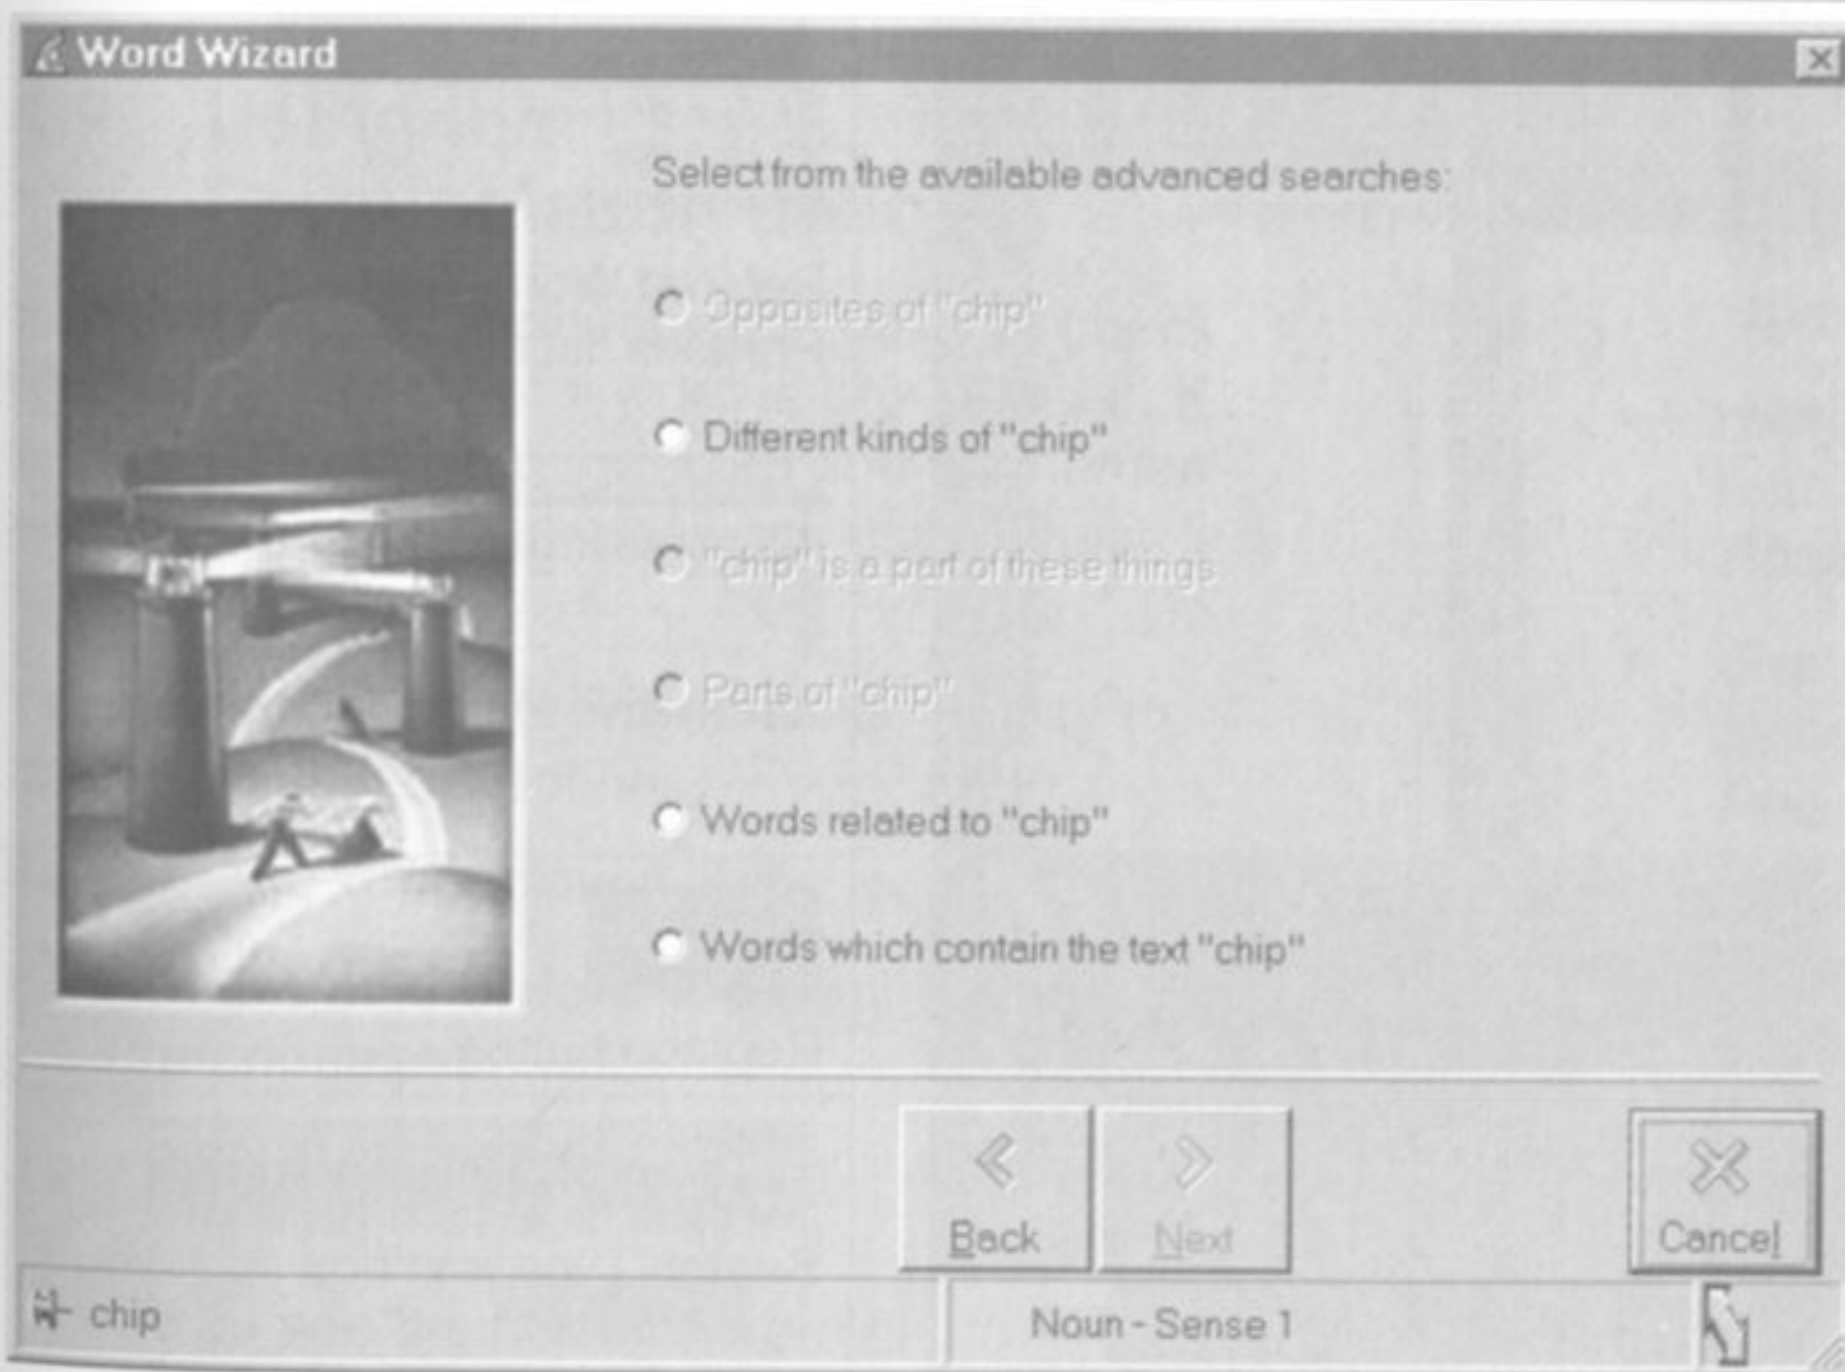 Word Wizard
Select from the available advanced searches:
Opposites of "chip"
Different kinds of "chip"
"chip" is a part of these things
Parts of "chip"
Words related to "chip"
Words which contain the text "chip"
Back
Next
Cancel
chip
Noun - Sense 1